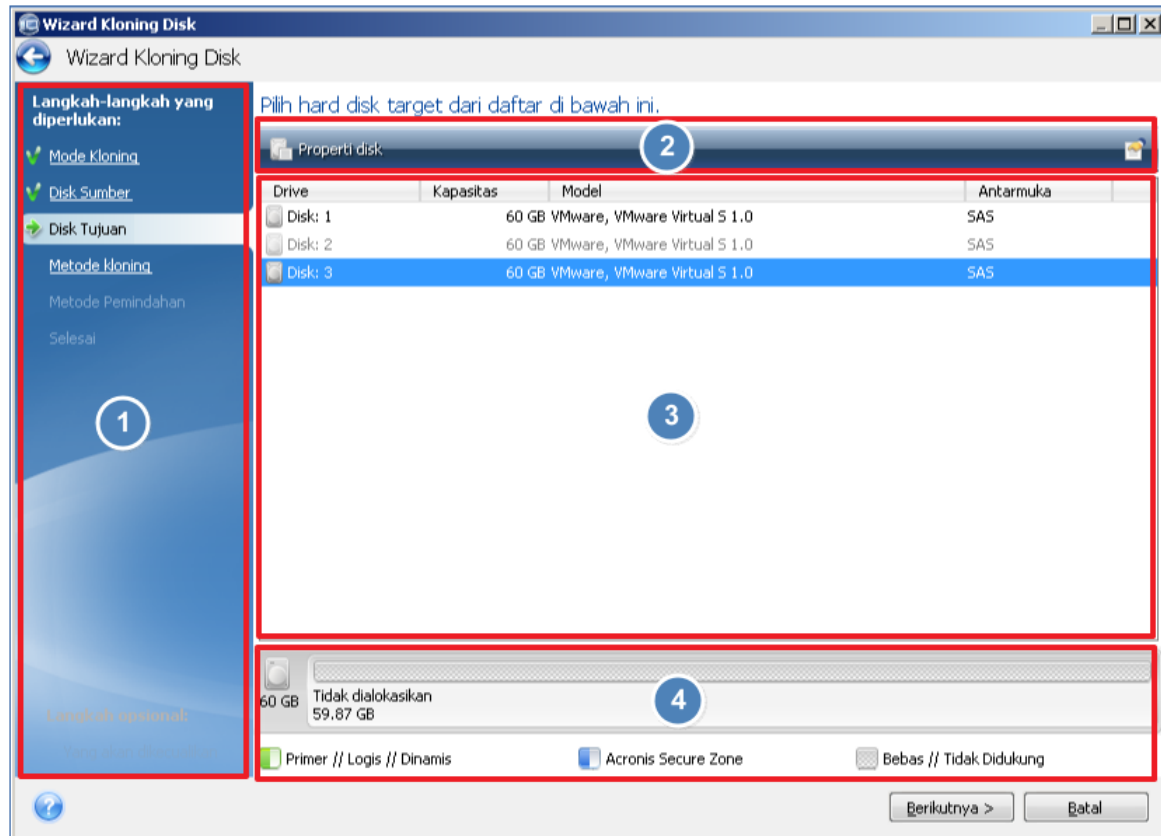 Wizard Kloning Disk
Wizard Kloning Disk
Langkah-langkah yang
diperlukan:
Mode Kloning
Disk Sumber
Disk Tujuan
Metode kloning
Metode Pemindahan
Selesai
1
Langkah opsional:
Pilih hard disk target dari daftar di bawah ini.
Properti disk
2
Drive Kapasitas Model Antarmuka
Disk: 1 60 GB VMware, VMware Virtual S 1.0 SAS
Disk: 2 60 GB VMware, VMware Virtual S 1.0 SAS
Disk: 3 60 GB VMware, VMware Virtual S 1.0 SAS
3
60 GB
Tidak dialokasikan
59.87 GB
4
Primer // Logis // Dinamis Acronis Secure Zone Bebas // Tidak Didukung
? Berikutnya > Batal